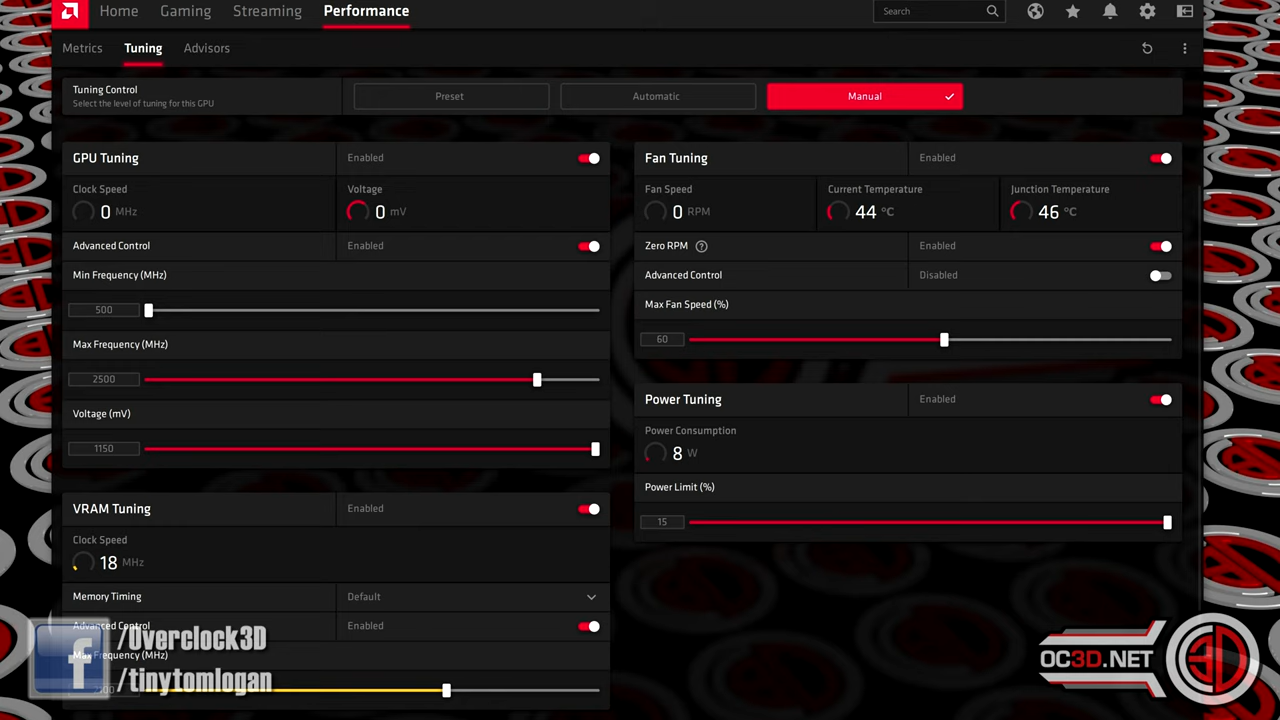 Home Gaming Streaming Performance
Search
Metrics Tuning Advisors
Tuning Control
Select the level of tuning for this GPU
Preset Automatic Manual
GPU Tuning Enabled
Clock Speed Voltage
0 MHz 0 mV
Advanced Control Enabled
Min Frequency (MHz)
500
Max Frequency (MHz)
2500
Voltage (mV)
1150
VRAM Tuning Enabled
Clock Speed
18 MHz
Memory Timing Default
Advanced Control Enabled
Max Frequency (MHz)
Fan Tuning Enabled
Fan Speed Current Temperature Junction Temperature
0 RPM 44 °C 46 °C
Zero RPM ? Enabled
Advanced Control Disabled
Max Fan Speed (%)
60
Power Tuning Enabled
Power Consumption
8 W
Power Limit (%)
15
f /Overclock3D
/tinytomlogan
OC3D.NET 3D